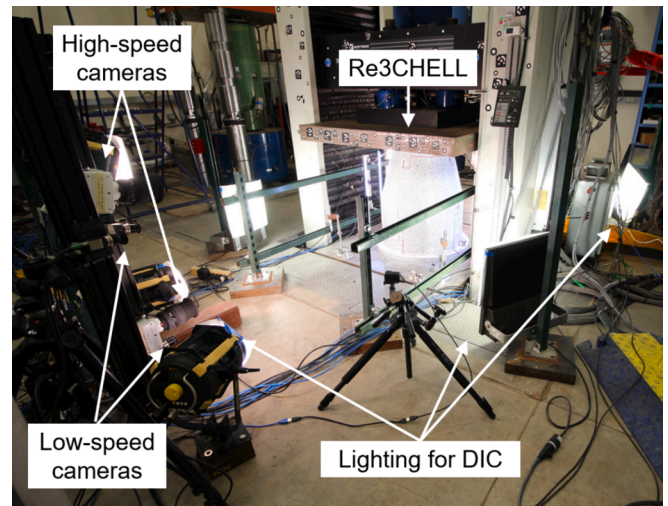 High-speed
cameras
Re3CHELL
Low-speed
cameras
Lighting for DIC